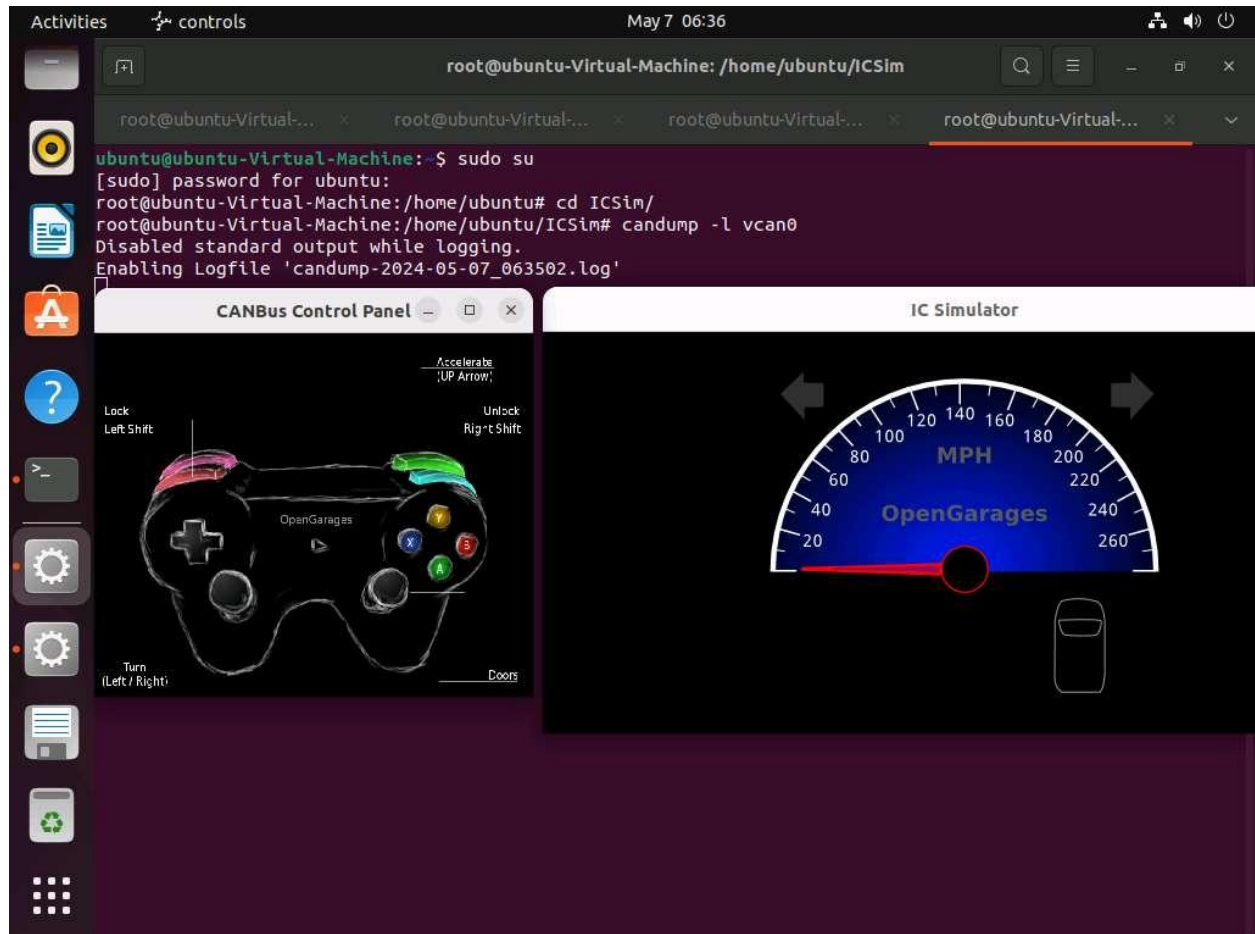 Activities controls May 7 06:36
root@ubuntu-Virtual-Machine: /home/ubuntu/ICSim
root@ubuntu-Virtual-... root@ubuntu-Virtual-... root@ubuntu-Virtual-... root@ubuntu-Virtual-...
ubuntu@ubuntu-Virtual-Machine:~$ sudo su
[sudo] password for ubuntu:
root@ubuntu-Virtual-Machine:/home/ubuntu# cd ICSim/
root@ubuntu-Virtual-Machine:/home/ubuntu/ICSim# candump -l vcan0
Disabled standard output while logging.
Enabling Logfile 'candump-2024-05-07_063502.log'
CANBus Control Panel
Accelerate
(UP Arrow)
Lock
Left Shift
Unlock
Right Shift
OpenGarages
Y
X
B
A
Turn
(Left / Right)
Doors
IC Simulator
20 40 60 80 100 120 140 160 180 200 220 240 260
MPH
OpenGarages